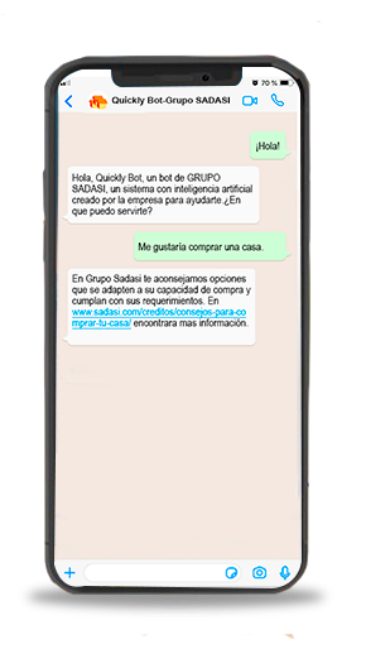 70 %
Quickly Bot-Grupo SADASI
¡Hola!
Hola, Quickly Bot, un bot de GRUPO
SADASI, un sistema con inteligencia artificial
creado por la empresa para ayudarte.¿En
que puedo servirte?
Me gustaria comprar una casa.
En Grupo Sadasi te aconsejamos opciones
que se adapten a su capacidad de compra y
cumplan con sus requerimientos. En
www.sadasi.com/creditos/consejos-para-co
mprar-tu-casa/ encontrara mas información.